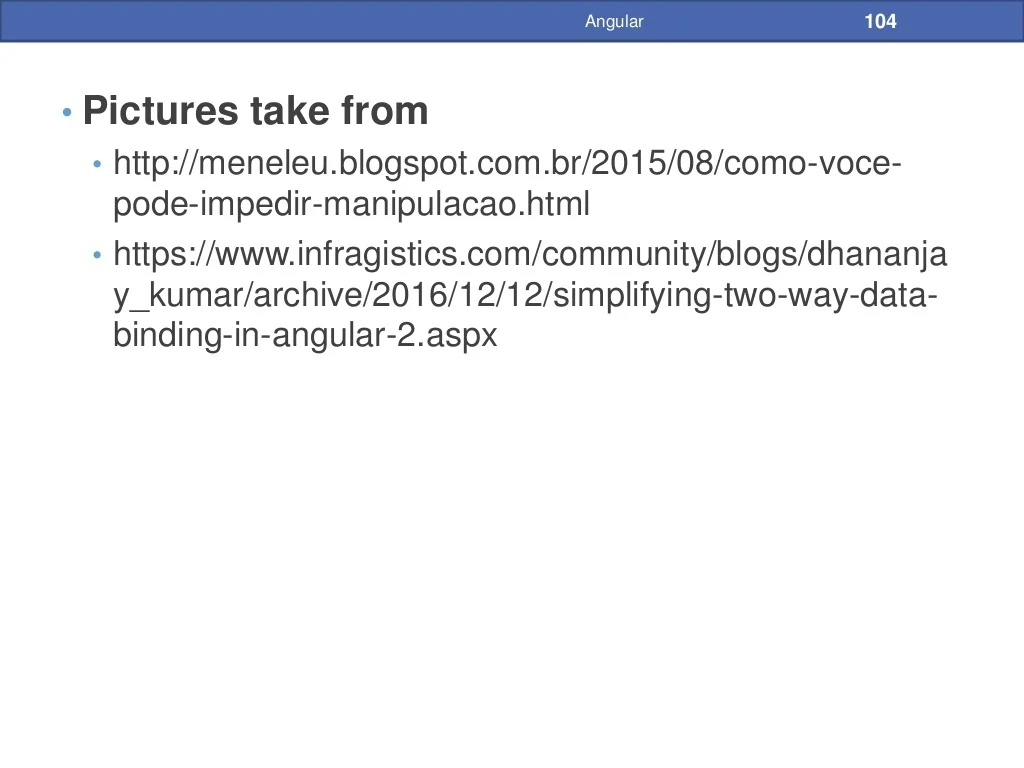 Angular
104
• Pictures take from
• http://meneleu.blogspot.com.br/2015/08/como-voce-
pode-impedir-manipulacao.html
• https://www.infragistics.com/community/blogs/dhananja
y_kumar/archive/2016/12/12/simplifying-two-way-data-
binding-in-angular-2.aspx